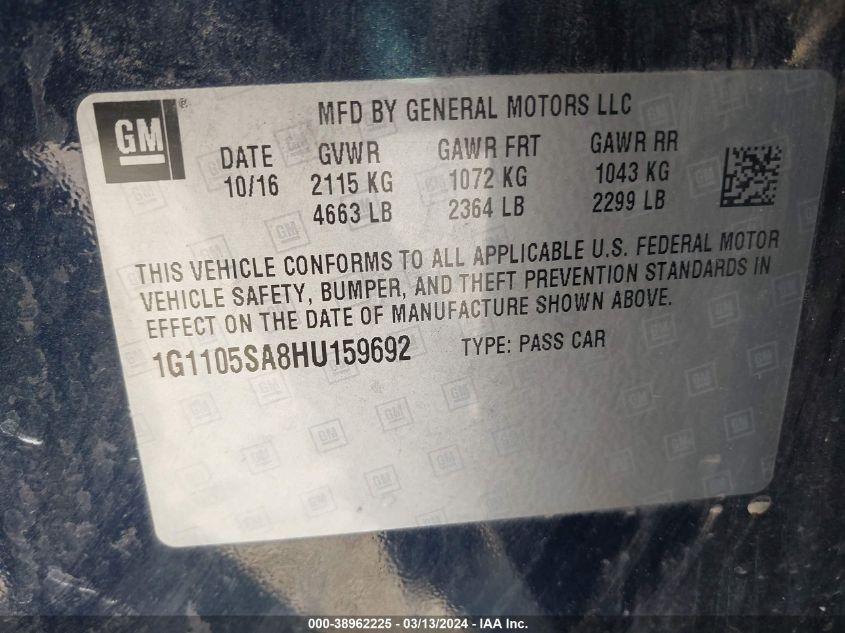 GM ®
MFD BY GENERAL MOTORS LLC
DATE GVWR GAWR FRT GAWR RR
10/16 2115 KG 1072 KG 1043 KG
4663 LB 2364 LB 2299 LB
THIS VEHICLE CONFORMS TO ALL APPLICABLE U.S. FEDERAL MOTOR
VEHICLE SAFETY, BUMPER, AND THEFT PREVENTION STANDARDS IN
EFFECT ON THE DATE OF MANUFACTURE SHOWN ABOVE.
1G1105SA8HU159692 TYPE: PASS CAR
000-38962225 - 03/13/2024 - IAA Inc.